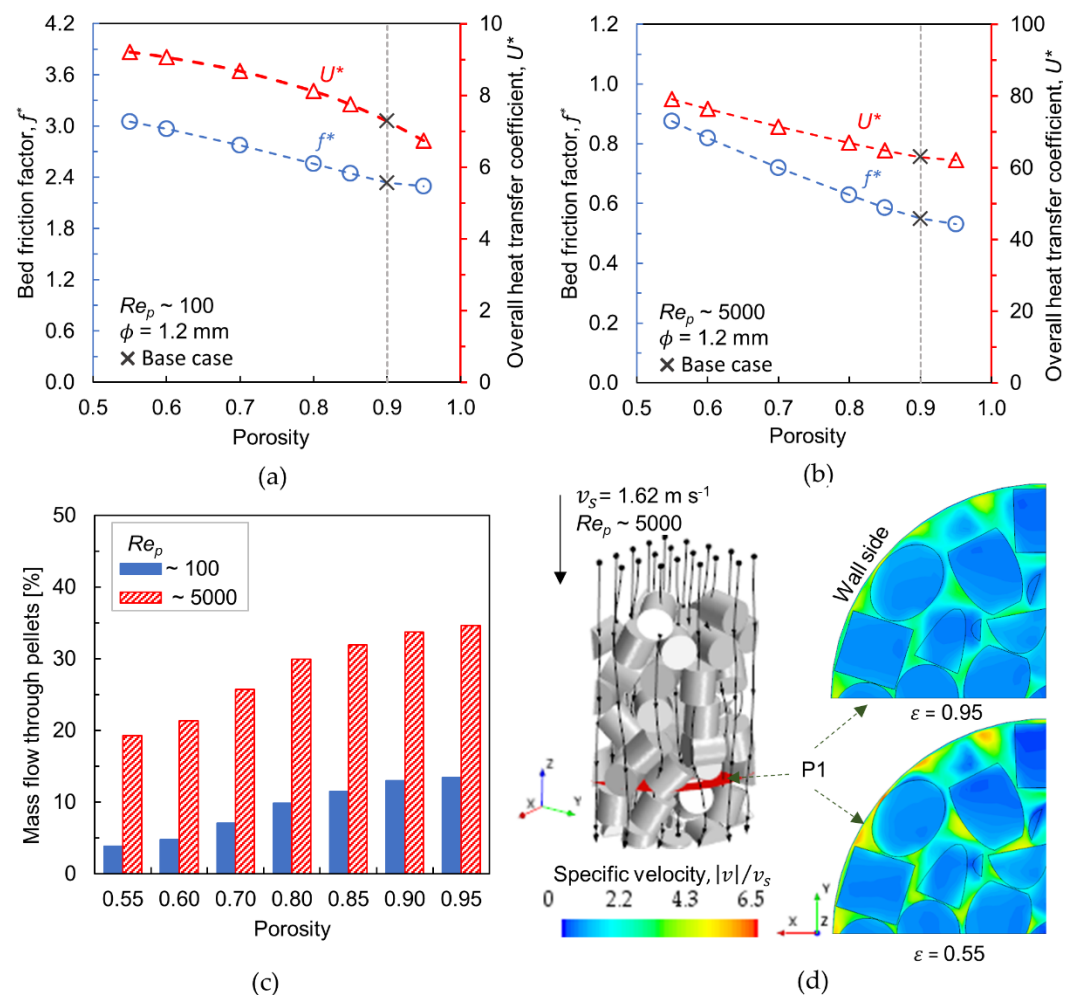 4.2
3.6
3.0
2.4
1.8
1.2
0.6
0.0
Bed friction factor, f*
10
8
6
4
2
0
Overall heat transfer coefficient, U*
U*
f*
Re_p ~ 100
ϕ = 1.2 mm
× Base case
0.5 0.6 0.7 0.8 0.9 1.0
Porosity
(a)
1.2
1.0
0.8
0.6
0.4
0.2
0.0
Bed friction factor, f*
100
80
60
40
20
0
Overall heat transfer coefficient, U*
U*
f*
Re_p ~ 5000
ϕ = 1.2 mm
× Base case
0.5 0.6 0.7 0.8 0.9 1.0
Porosity
(b)
50
40
30
20
10
0
Mass flow through pellets [%]
Re_p
~ 100
~ 5000
0.55 0.60 0.70 0.80 0.85 0.90 0.95
Porosity
(c)
v_s = 1.62 m s⁻¹
Re_p ~ 5000
Z
X
Y
Specific velocity, |v|/v_s
0 2.2 4.3 6.5
Wall side
ε = 0.95
P1
Y
X
Z
ε = 0.55
(d)